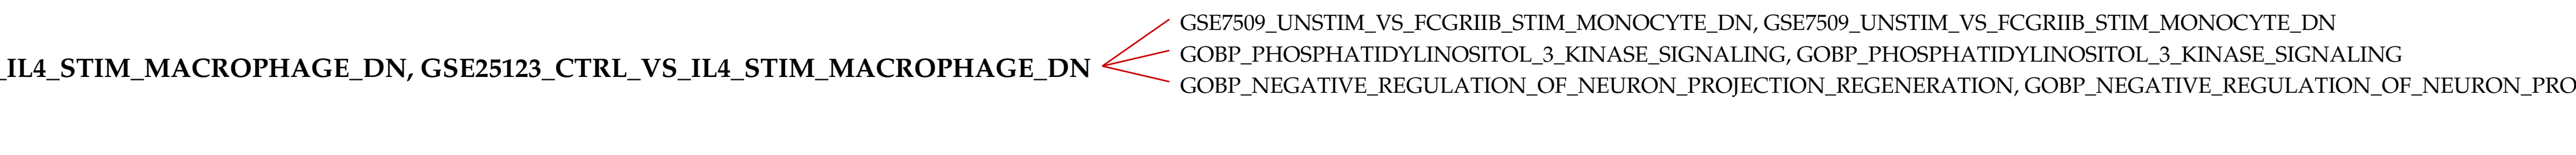 _IL4_STIM_MACROPHAGE_DN, GSE25123_CTRL_VS_IL4_STIM_MACROPHAGE_DN
GSE7509_UNSTIM_VS_FCGRIIB_STIM_MONOCYTE_DN, GSE7509_UNSTIM_VS_FCGRIIB_STIM_MONOCYTE_DN
GOBP_PHOSPHATIDYLINOSITOL_3_KINASE_SIGNALING, GOBP_PHOSPHATIDYLINOSITOL_3_KINASE_SIGNALING
GOBP_NEGATIVE_REGULATION_OF_NEURON_PROJECTION_REGENERATION, GOBP_NEGATIVE_REGULATION_OF_NEURON_PRO